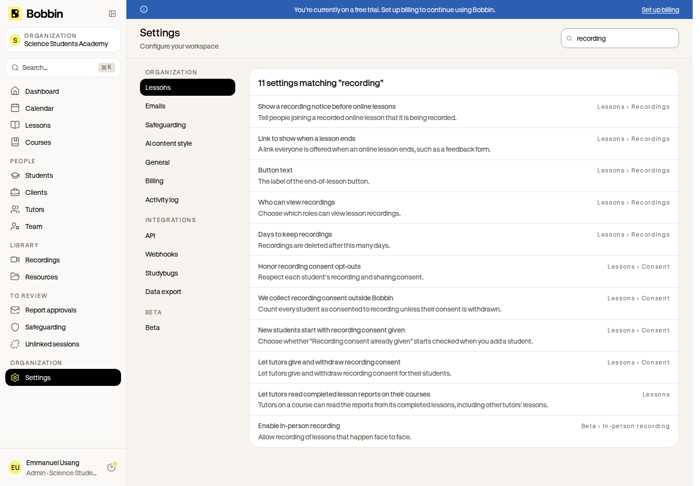 Bobbin
You're currently on a free trial. Set up billing to continue using Bobbin.
Set up billing
ORGANIZATION
S
Science Students Academy
Search...
⌘K
Dashboard
Calendar
Lessons
Courses
PEOPLE
Students
Clients
Tutors
Team
LIBRARY
Recordings
Resources
TO REVIEW
Report approvals
Safeguarding
Unlinked sessions
ORGANIZATION
Settings
EU
Emmanuel Usang
Admin · Science Stude...
Settings
Configure your workspace
recording
ORGANIZATION
Lessons
Emails
Safeguarding
AI content style
General
Billing
Activity log
INTEGRATIONS
API
Webhooks
Studybugs
Data export
BETA
Beta
11 settings matching "recording"
Show a recording notice before online lessons
Lessons › Recordings
Tell people joining a recorded online lesson that it is being recorded.
Link to show when a lesson ends
Lessons › Recordings
A link everyone is offered when an online lesson ends, such as a feedback form.
Button text
Lessons › Recordings
The label of the end-of-lesson button.
Who can view recordings
Lessons › Recordings
Choose which roles can view lesson recordings.
Days to keep recordings
Lessons › Recordings
Recordings are deleted after this many days.
Honor recording consent opt-outs
Lessons › Consent
Respect each student's recording and sharing consent.
We collect recording consent outside Bobbin
Lessons › Consent
Count every student as consented to recording unless their consent is withdrawn.
New students start with recording consent given
Lessons › Consent
Choose whether "Recording consent already given" starts checked when you add a student.
Let tutors give and withdraw recording consent
Lessons › Consent
Let tutors give and withdraw recording consent for their students.
Let tutors read completed lesson reports on their courses
Lessons
Tutors on a course can read the reports from its completed lessons, including other tutors' lessons.
Enable in-person recording
Beta › In-person recording
Allow recording of lessons that happen face to face.